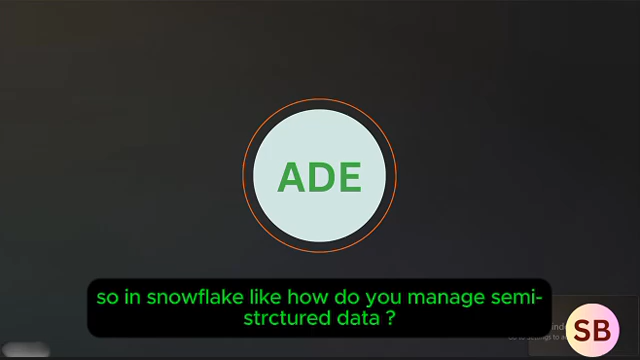 ADE
so in snowflake like how do you manage semi-
strctured data ?
SB